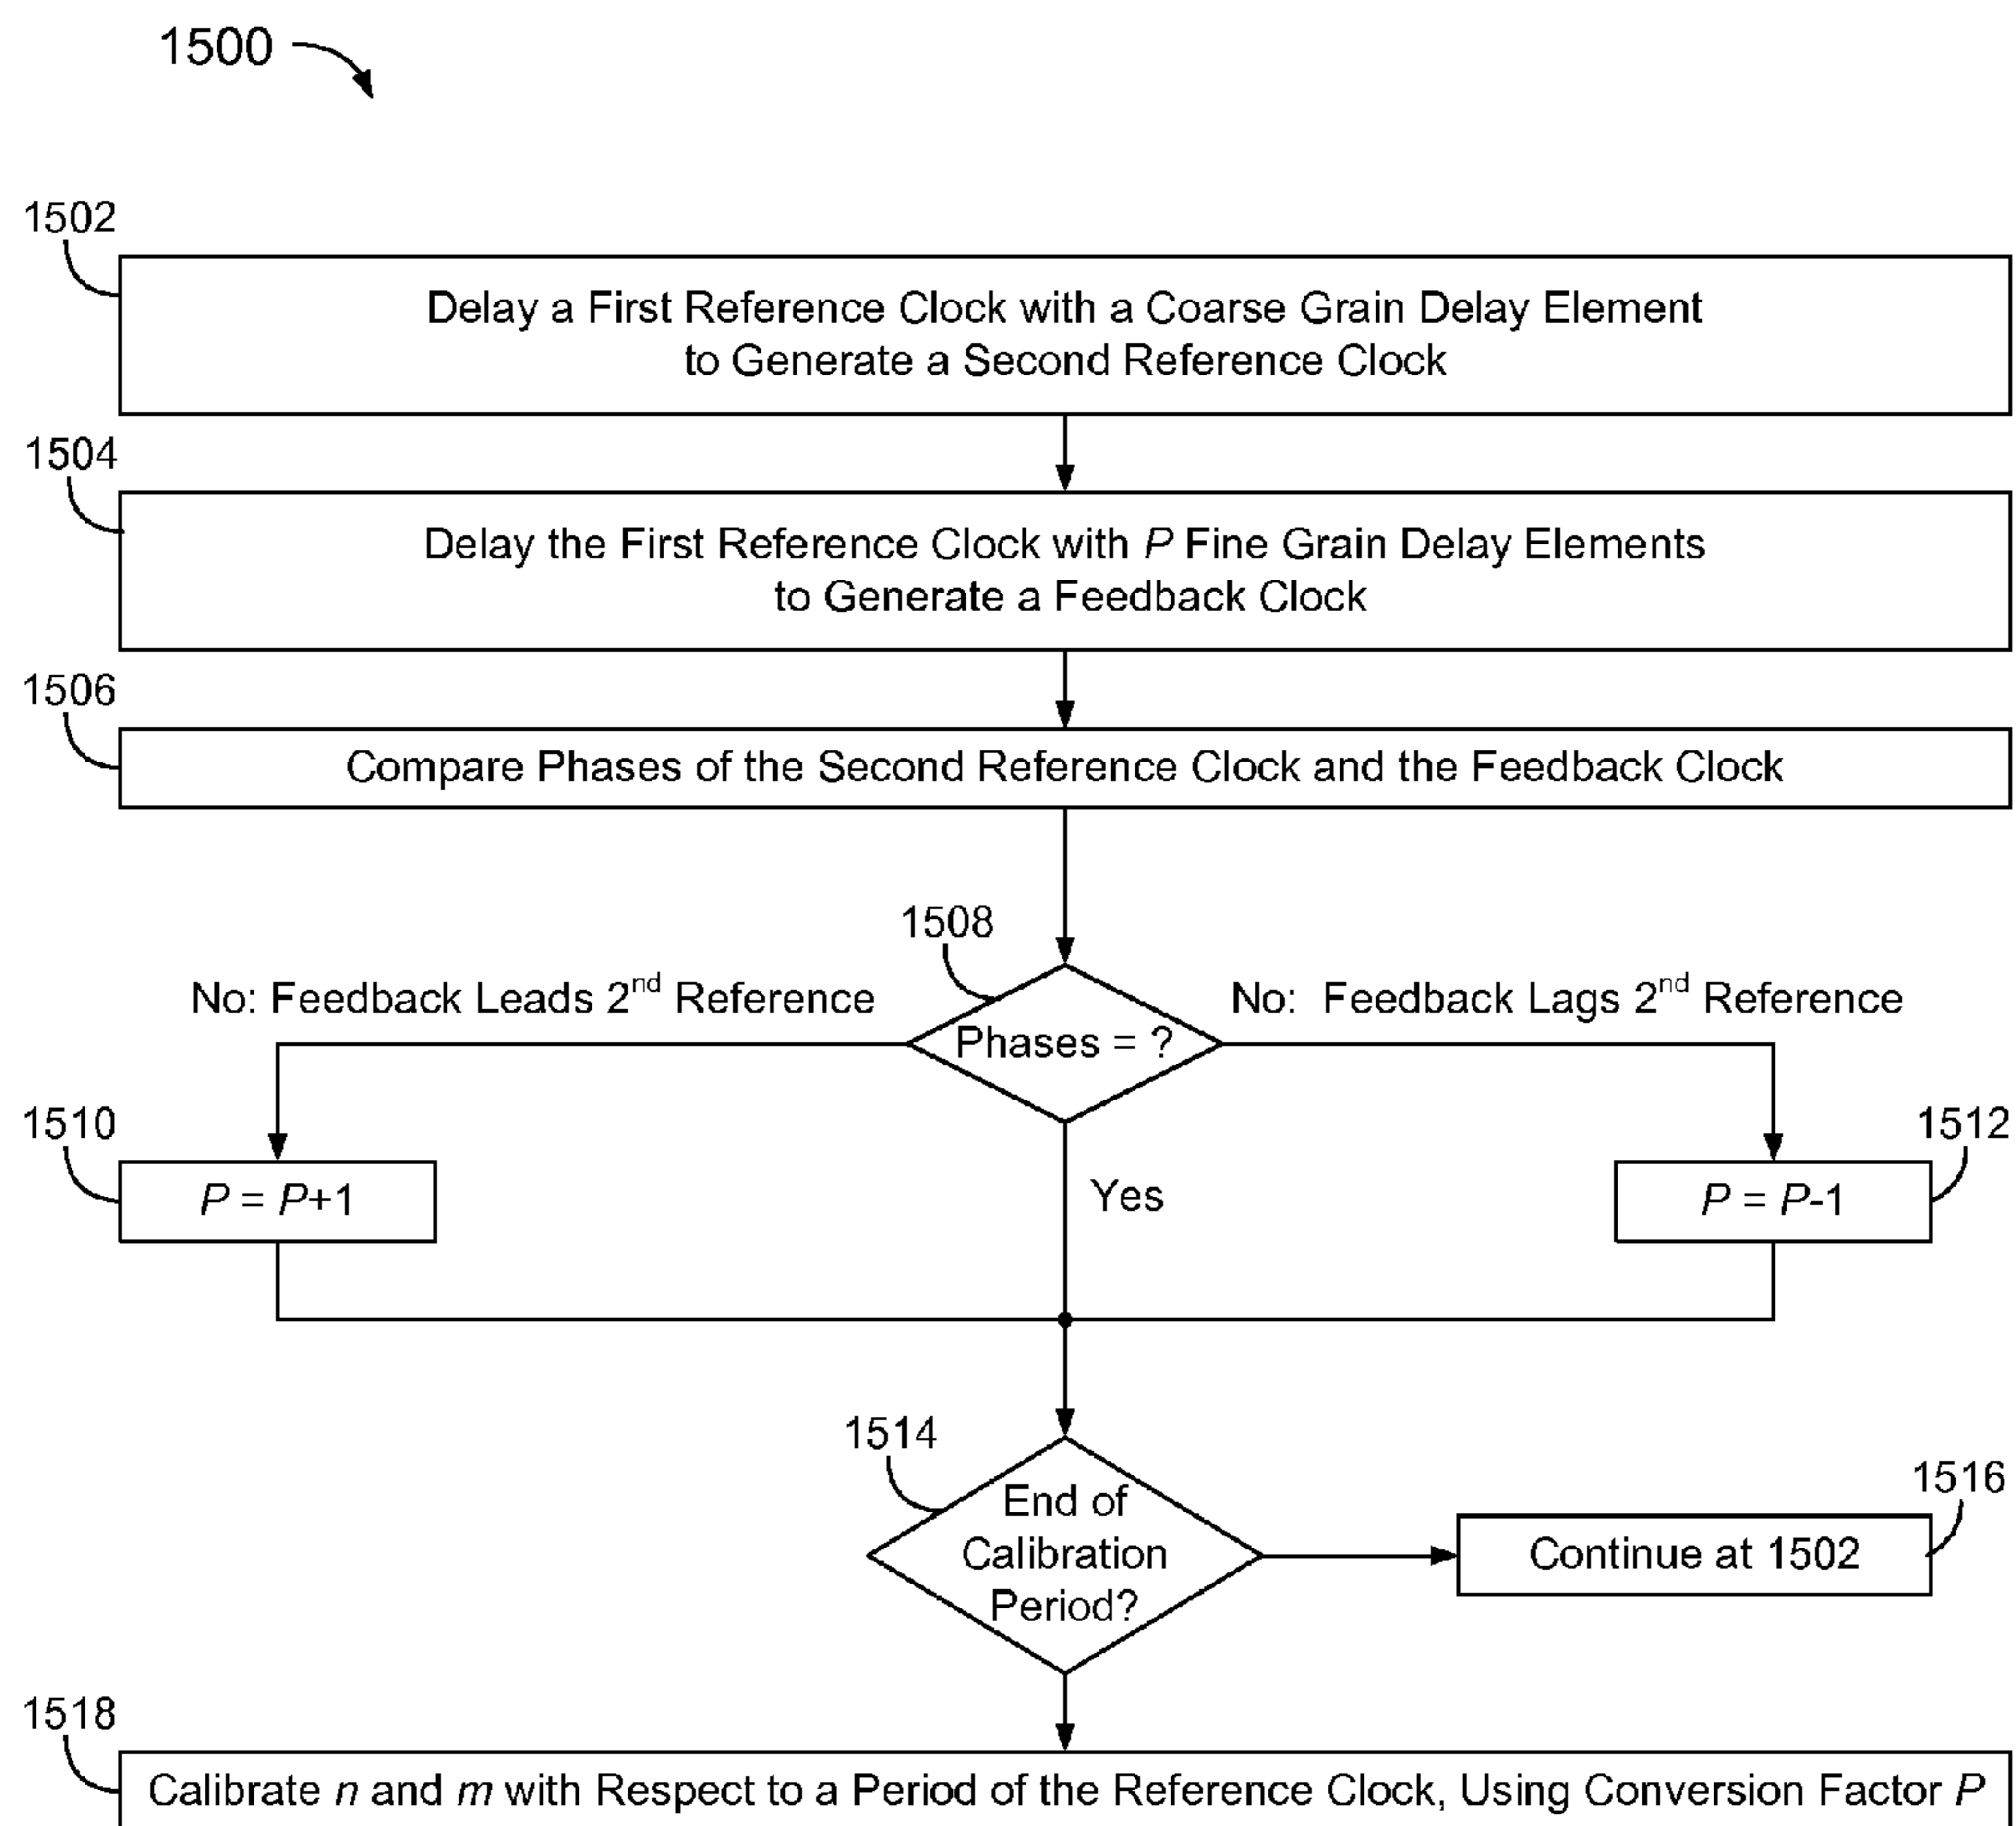 1500
1502
Delay a First Reference Clock with a Coarse Grain Delay Element
to Generate a Second Reference Clock
1504
Delay the First Reference Clock with P Fine Grain Delay Elements
to Generate a Feedback Clock
1506
Compare Phases of the Second Reference Clock and the Feedback Clock
1508
No: Feedback Leads 2nd Reference
No: Feedback Lags 2nd Reference
Phases = ?
1510
P = P+1
Yes
1512
P = P-1
1514
End of
Calibration
Period?
1516
Continue at 1502
1518
Calibrate n and m with Respect to a Period of the Reference Clock, Using Conversion Factor P